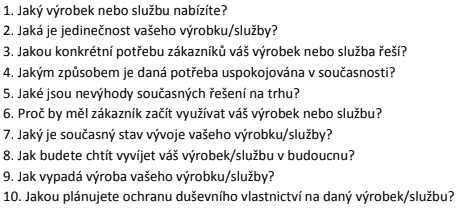 1. Jaký výrobek nebo službu nabízíte?
2. Jaká je jedinečnost vašeho výrobku/služby?
3. Jakou konkrétní potřebu zákazníků váš výrobek nebo služba řeší?
4. Jakým způsobem je daná potřeba uspokojována v současnosti?
5. Jaké jsou nevýhody současných řešení na trhu?
6. Proč by měl zákazník začít využívat váš výrobek nebo službu?
7. Jaký je současný stav vývoje vašeho výrobku/služby?
8. Jak budete chtít vyvíjet váš výrobek/službu v budoucnu?
9. Jak vypadá výroba vašeho výrobku/služby?
10. Jakou plánujete ochranu duševního vlastnictví na daný výrobek/službu?